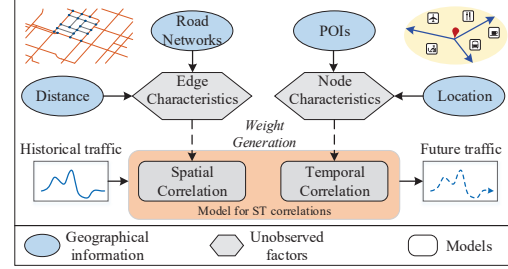 Road
Networks
POIs
Distance
Edge
Characteristics
Node
Characteristics
Location
Weight
Generation
Historical traffic
Future traffic
Spatial
Correlation
Temporal
Correlation
Model for ST correlations
Geographical
information
Unobserved
factors
Models